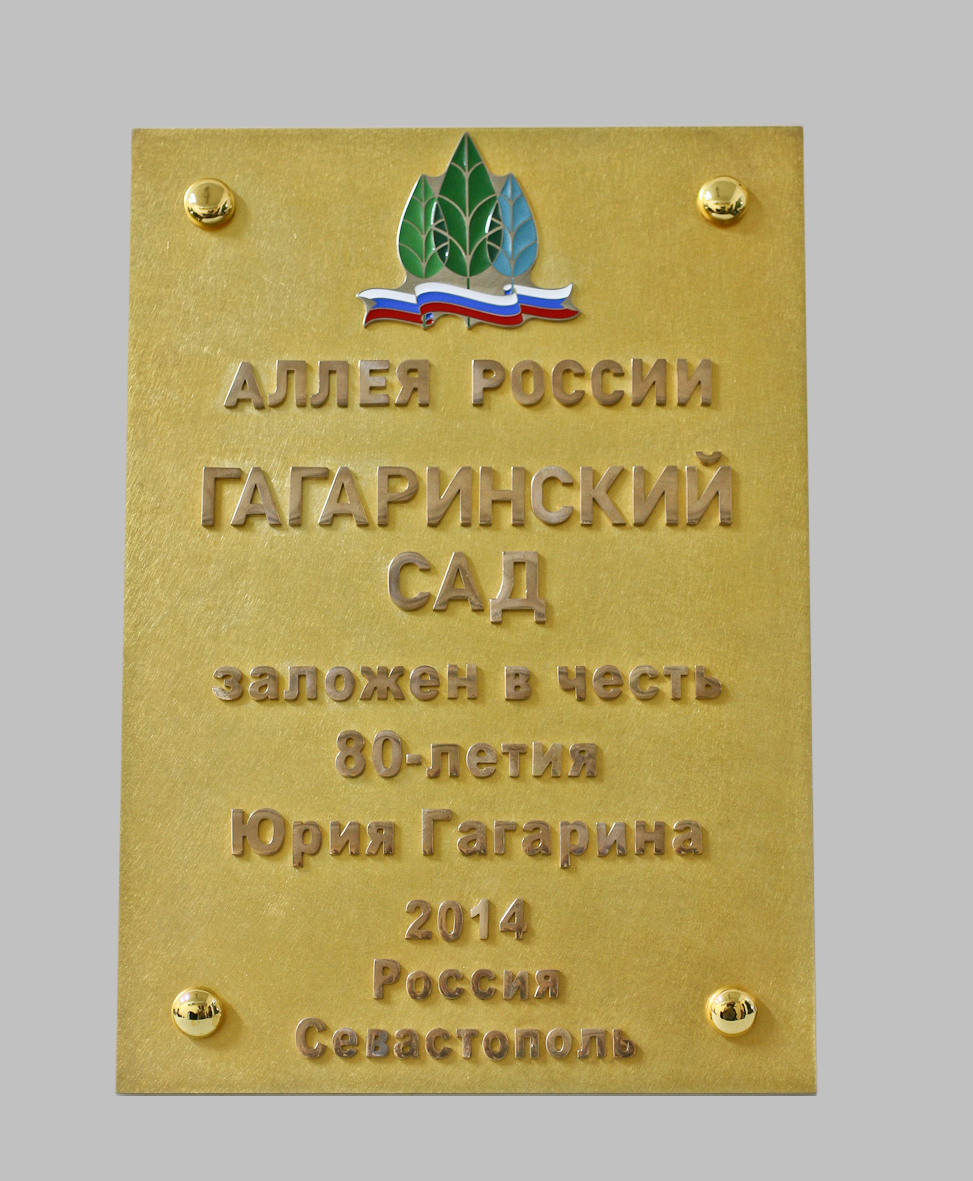 АЛЛЕЯ РОССИИ
ГАГАРИНСКИЙ
САД
заложен в честь
80-летия
Юрия Гагарина
2014
Россия
Севастополь